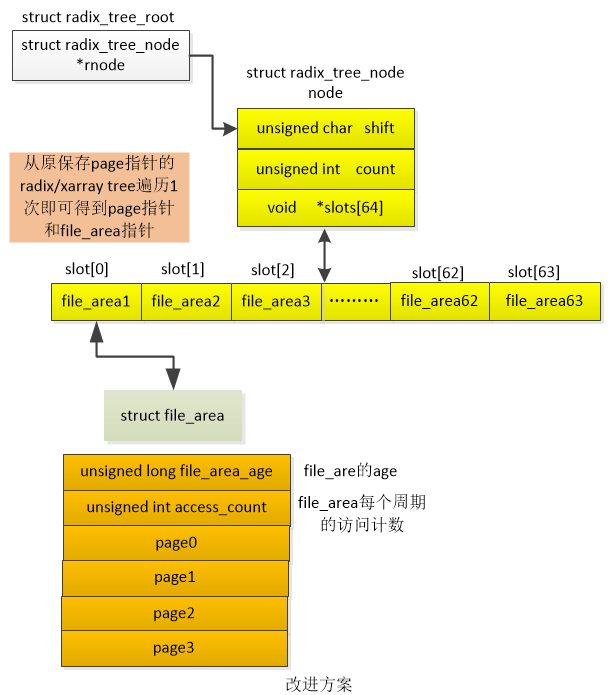 struct radix_tree_root
struct radix_tree_node
*rnode
struct radix_tree_node
node
unsigned char shift
unsigned int count
void *slots[64]
从原保存page指针的
radix/xarray tree遍历1
次即可得到page指针
和file_area指针
slot[0] slot[1] slot[2] slot[62] slot[63]
file_area1 file_area2 file_area3 ⋯⋯⋯ file_area62 file_area63
struct file_area
unsigned long file_area_age file_are的age
unsigned int access_count file_area每个周期
的访问计数
page0
page1
page2
page3
改进方案